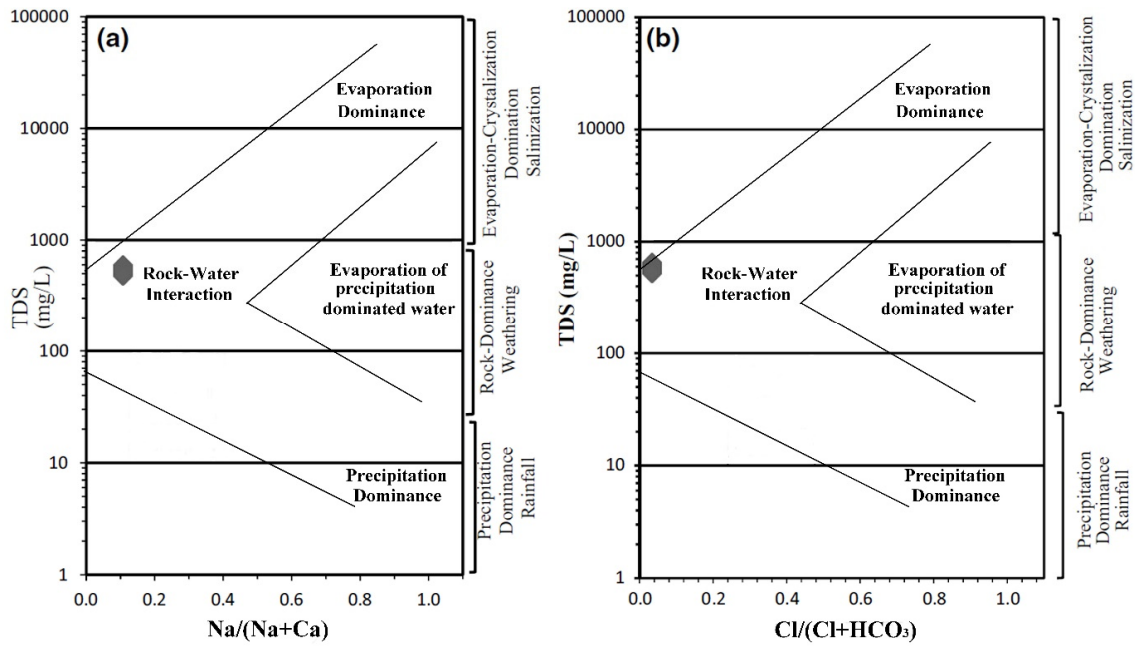 (a)
100000
10000
1000
100
10
1
TDS
(mg/L)
Evaporation
Dominance
Rock-Water
Interaction
Evaporation of
prccipitation
dominated water
Precipitation
Dominance
0.0 0.2 0.4 0.6 0.8 1.0
Na/(Na+Ca)
Evaporation-Crystalization
Domination
Salinization
Rock-Dominance
Weathering
Precipitation
Dominance
Rainfall
(b)
100000
10000
1000
100
10
1
TDS (mg/L)
Evaporation
Dominance
Rock-Water
Interaction
Evaporation of
prccipitation
dominated water
Precipitation
Dominance
0.0 0.2 0.4 0.6 0.8 1.0
Cl/(Cl+HCO₃)
Evaporation-Crystalization
Domination
Salinization
Rock-Dominance
Weathering
Precipitation
Dominance
Rainfall